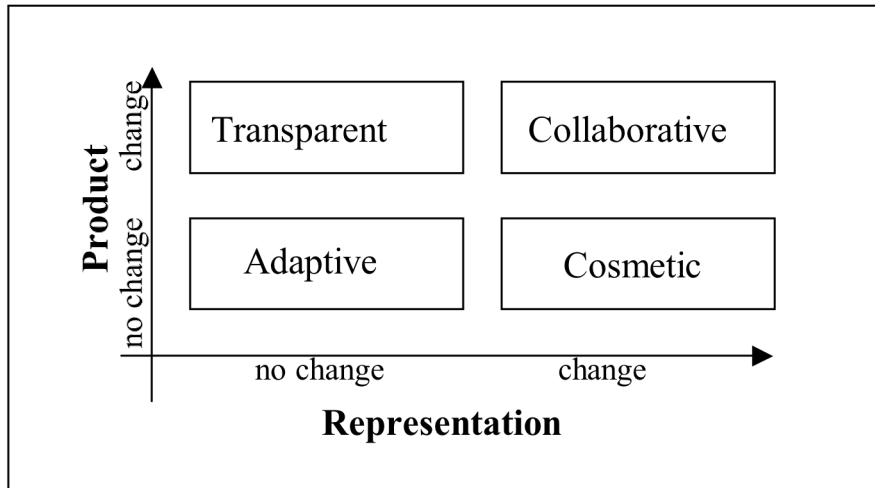 Product
change
no change
Transparent
Collaborative
Adaptive
Cosmetic
no change
change
Representation